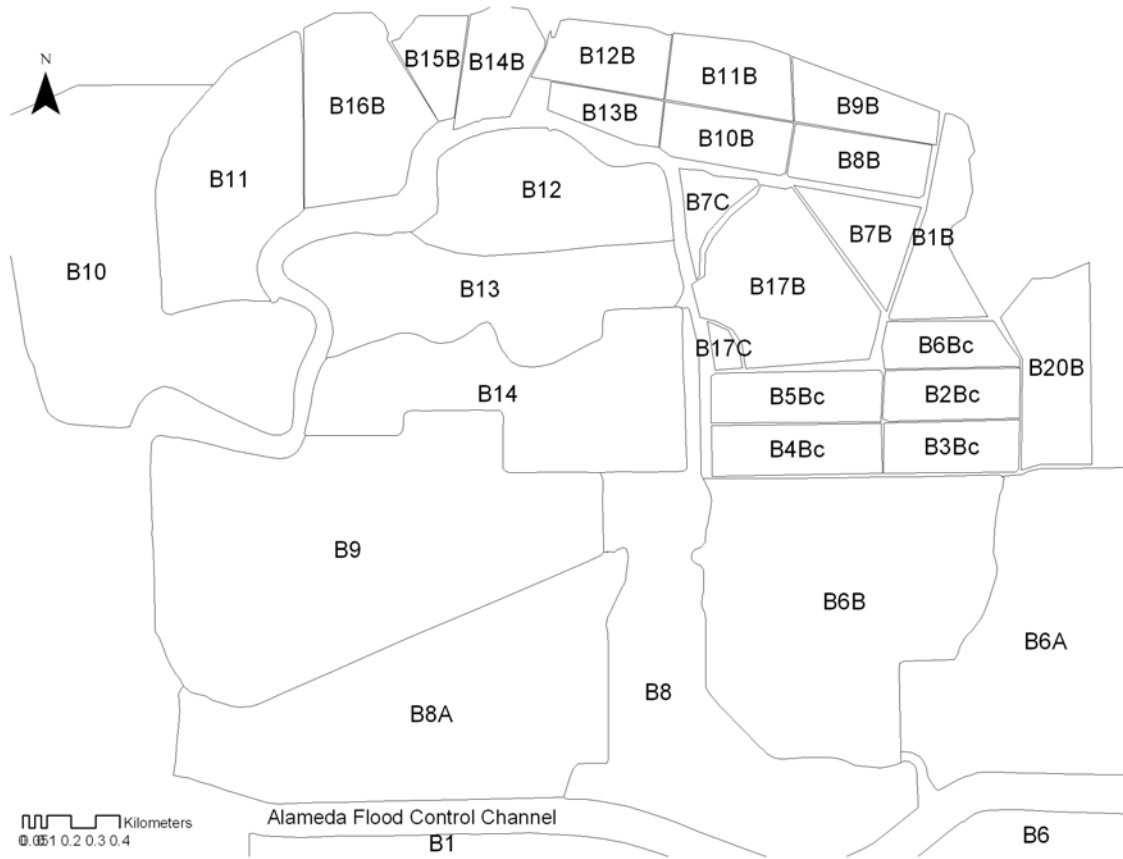 B15B
B14B
B12B
N
B11B
B9B
B16B
B13B
B10B
B8B
B11
B12
B7C
B7B
B1B
B10
B13
B17B
B17C
B6Bc
B20B
B14
B5Bc
B2Bc
B4Bc
B3Bc
B9
B6B
B6A
B8
B8A
Alameda Flood Control Channel
Kilometers
0.2 0.3 0.4
B1
B6